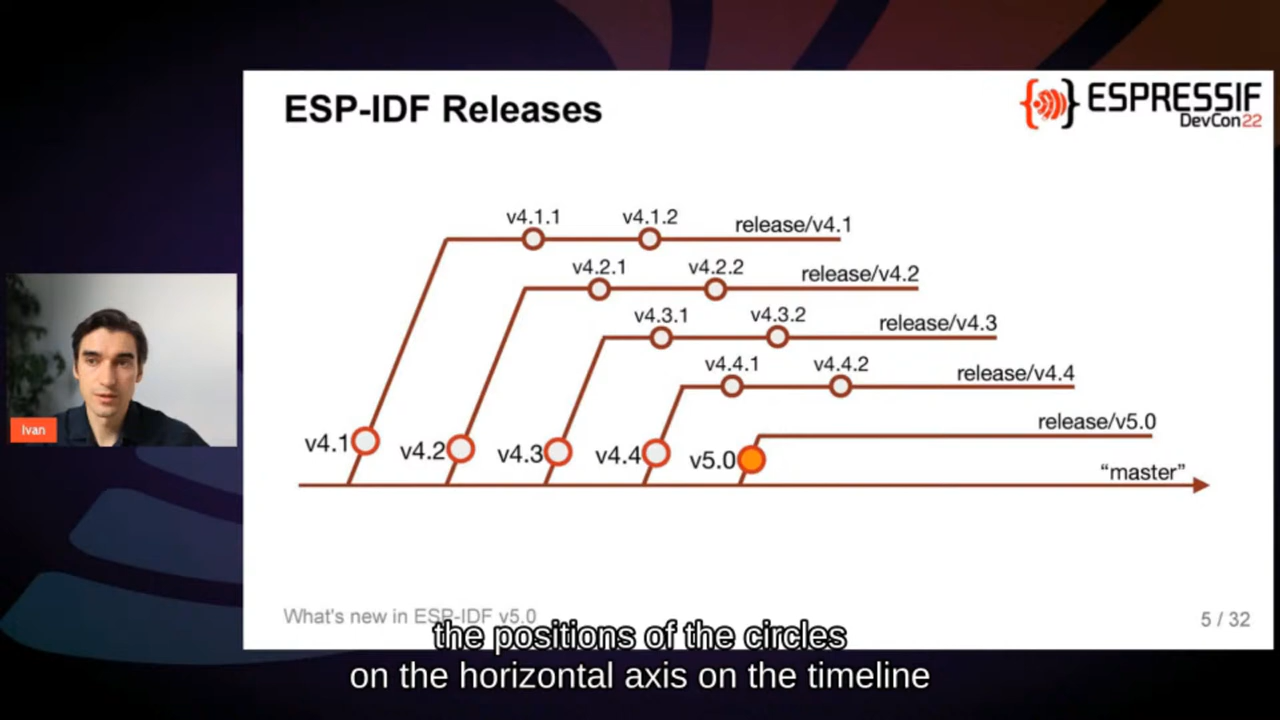 ESP-IDF Releases
ESPRESSIF
DevCon22
v4.1.1
v4.1.2
release/v4.1
v4.2.1
v4.2.2
release/v4.2
v4.3.1
v4.3.2
release/v4.3
v4.4.1
v4.4.2
release/v4.4
release/v5.0
v4.1
v4.2
v4.3
v4.4
v5.0
“master”
Ivan
What's new in ESP-IDF v5.0
5 / 32
the positions of the circles
on the horizontal axis on the timeline